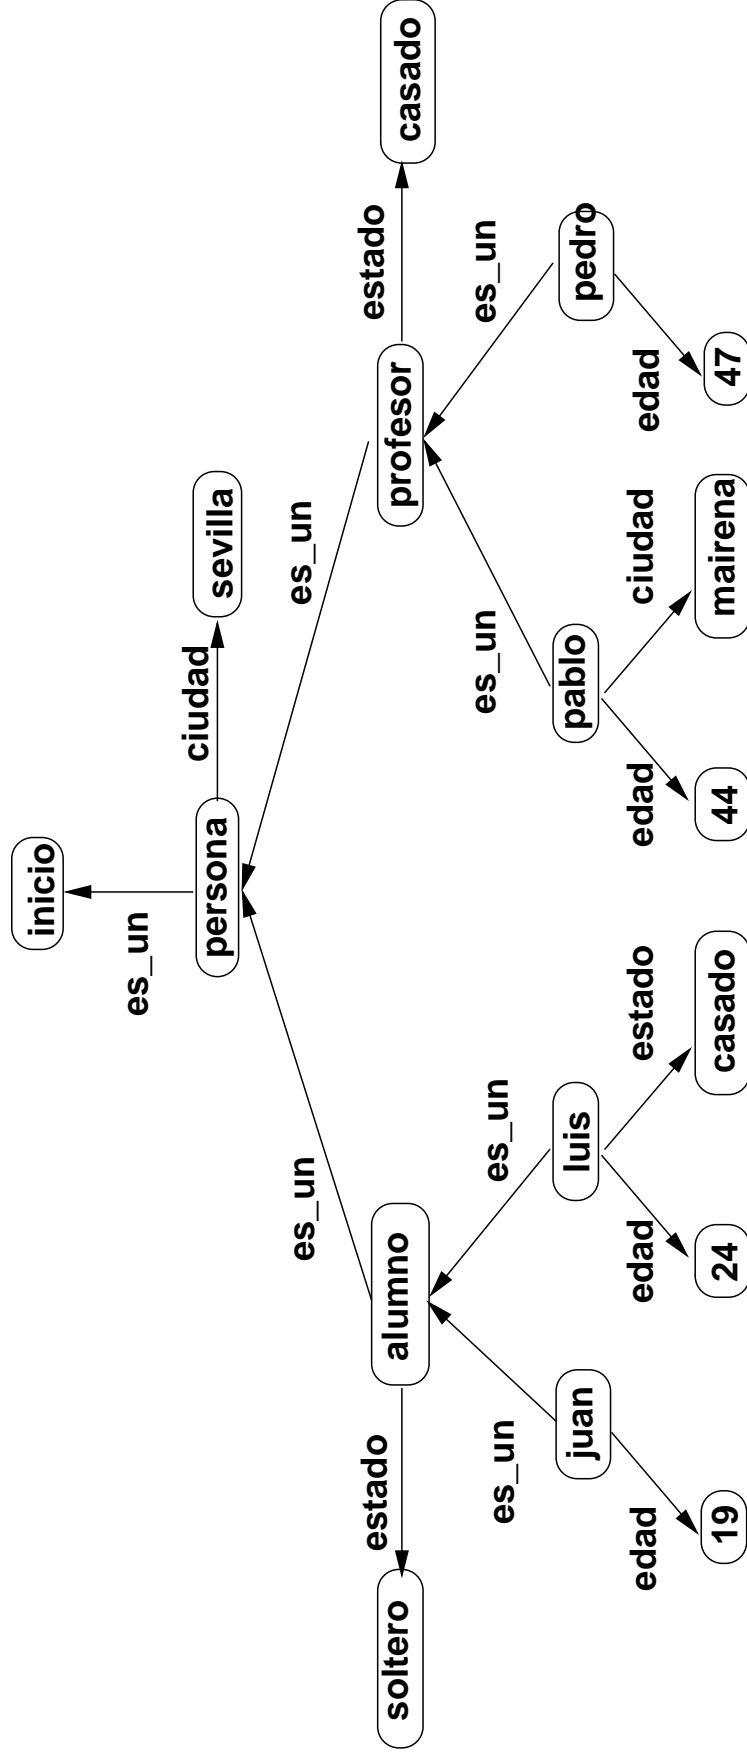 inicio
es_un
persona
ciudad
sevilla
es_un
es_un
soltero
estado
alumno
profesor
estado
casado
es_un
es_un
es_un
es_un
juan
luis
pablo
pedro
edad
edad
estado
edad
ciudad
edad
19
24
casado
44
mairena
47